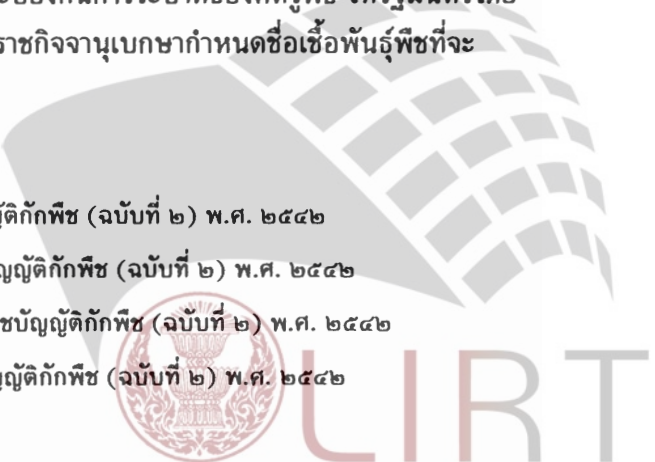 ราชกิจจานุเบกษากำหนดชื่อเชื้อพันธุ์พืชที่จะ
ญัติกักพืช (ฉบับที่ ๒) พ.ศ. ๒๕๔๒
ญญัติกักพืช (ฉบับที่ ๒) พ.ศ. ๒๕๔๒
ชบัญญัติกักพืช (ฉบับที่ ๒) พ.ศ. ๒๕๔๒
ญญัติกักพืช (ฉบับที่ ๒) พ.ศ. ๒๕๔๒
LIRT